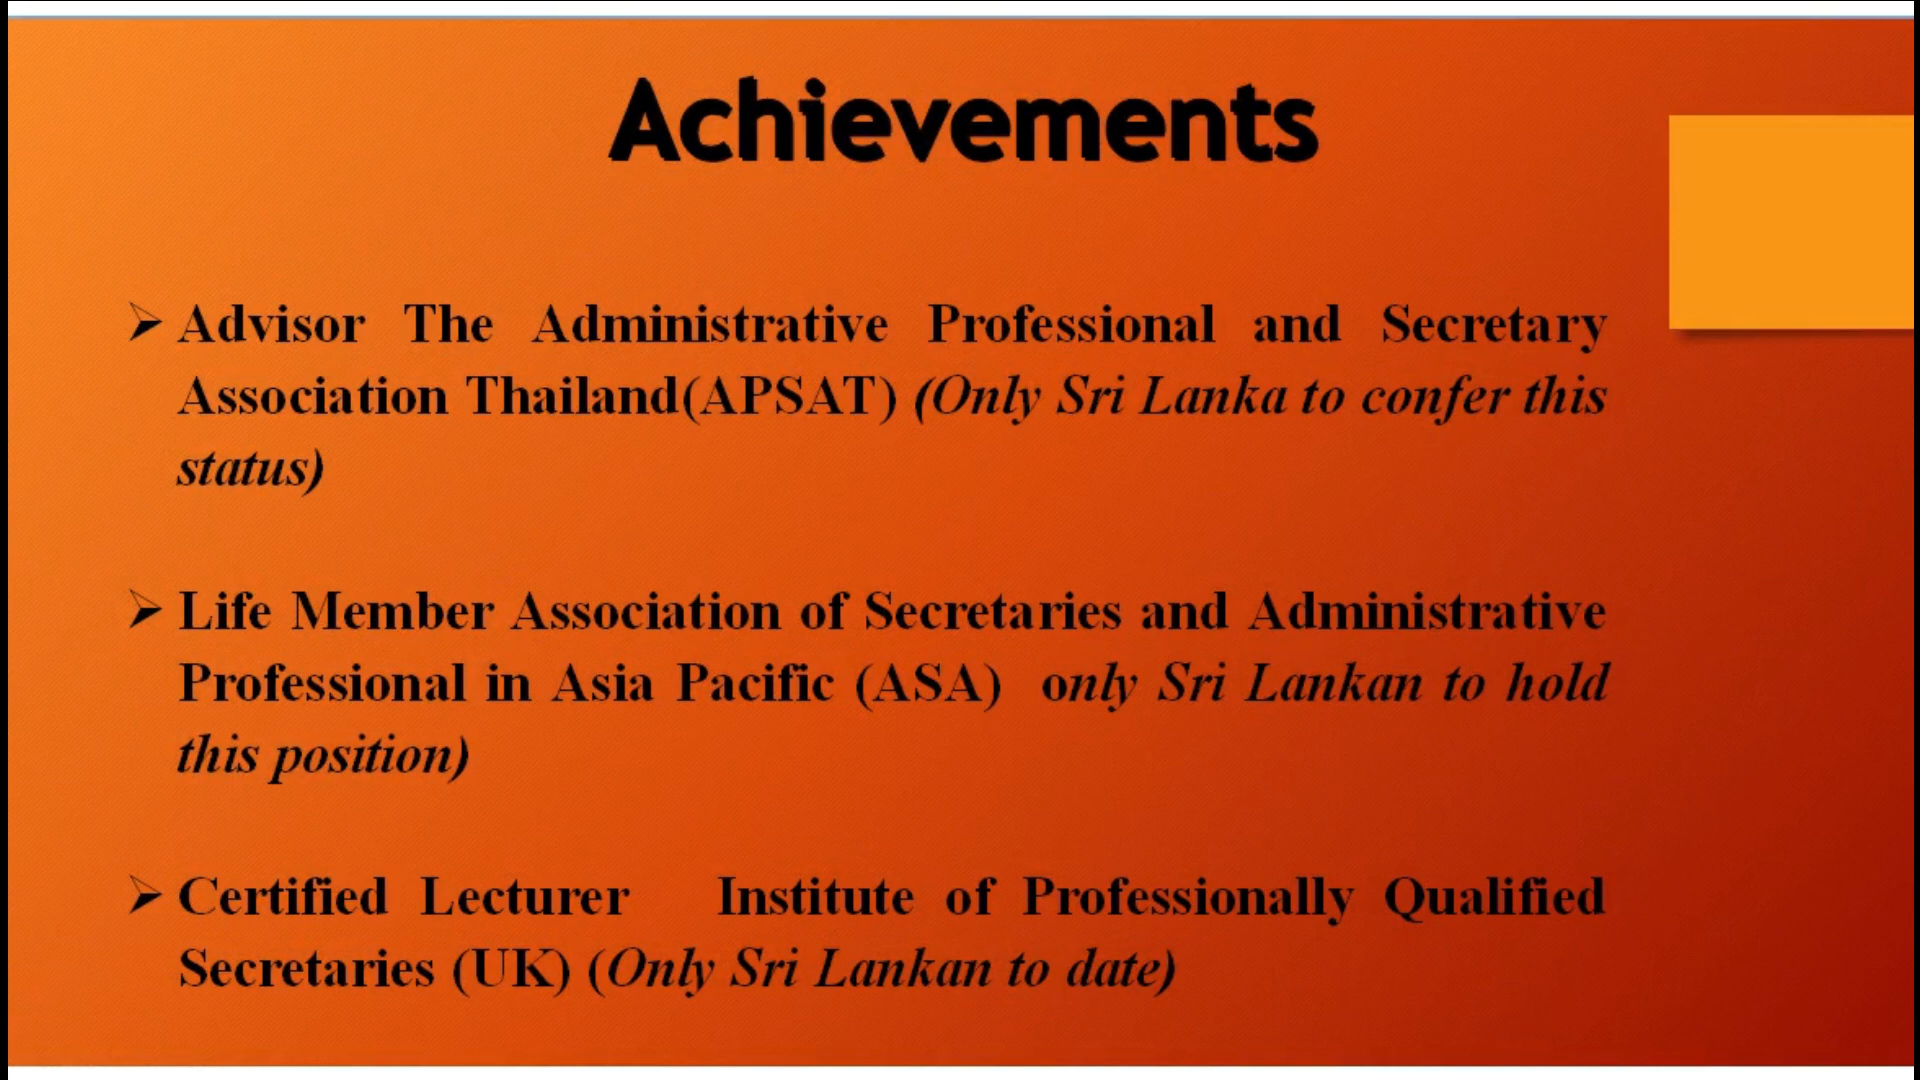 Achievements
Advisor The Administrative Professional and Secretary
Association Thailand(APSAT) (Only Sri Lanka to confer this
status)
Life Member Association of Secretaries and Administrative
Professional in Asia Pacific (ASA) only Sri Lankan to hold
this position)
Certified Lecturer Institute of Professionally Qualified
Secretaries (UK) (Only Sri Lankan to date)